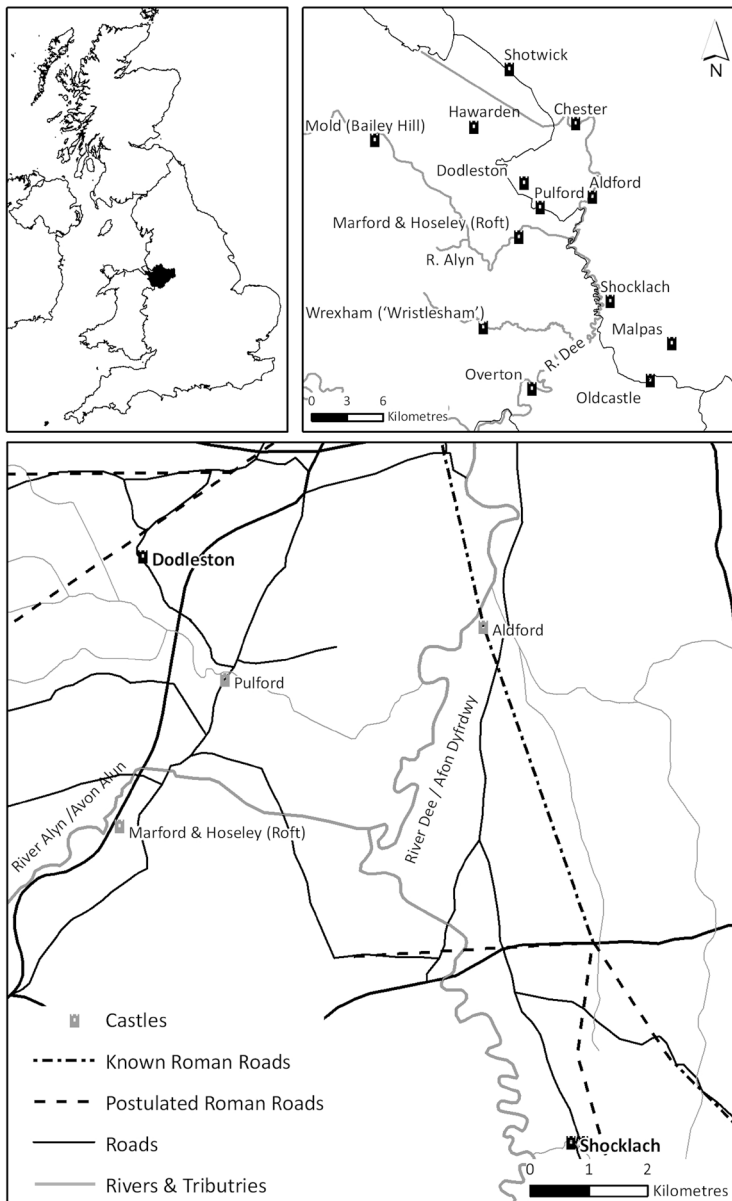 N
Shotwick
Hawarden
Chester
Mold (Bailey Hill)
Dodleston
Pulford
Aldford
Marford & Hoseley (Roft)
R. Alyn
Shocklach
Wrexham ('Wristlesham')
Malpas
R. Dee
Overton
Oldcastle
0 3 6
Kilometres
Dodleston
Aldford
Pulford
River Dee / Afon Dyfrdwy
River Alyn /Avon Alun
Marford & Hoseley (Roft)
Castles
Known Roman Roads
Postulated Roman Roads
Roads
Rivers & Tributries
Shocklach
0 1 2
Kilometres